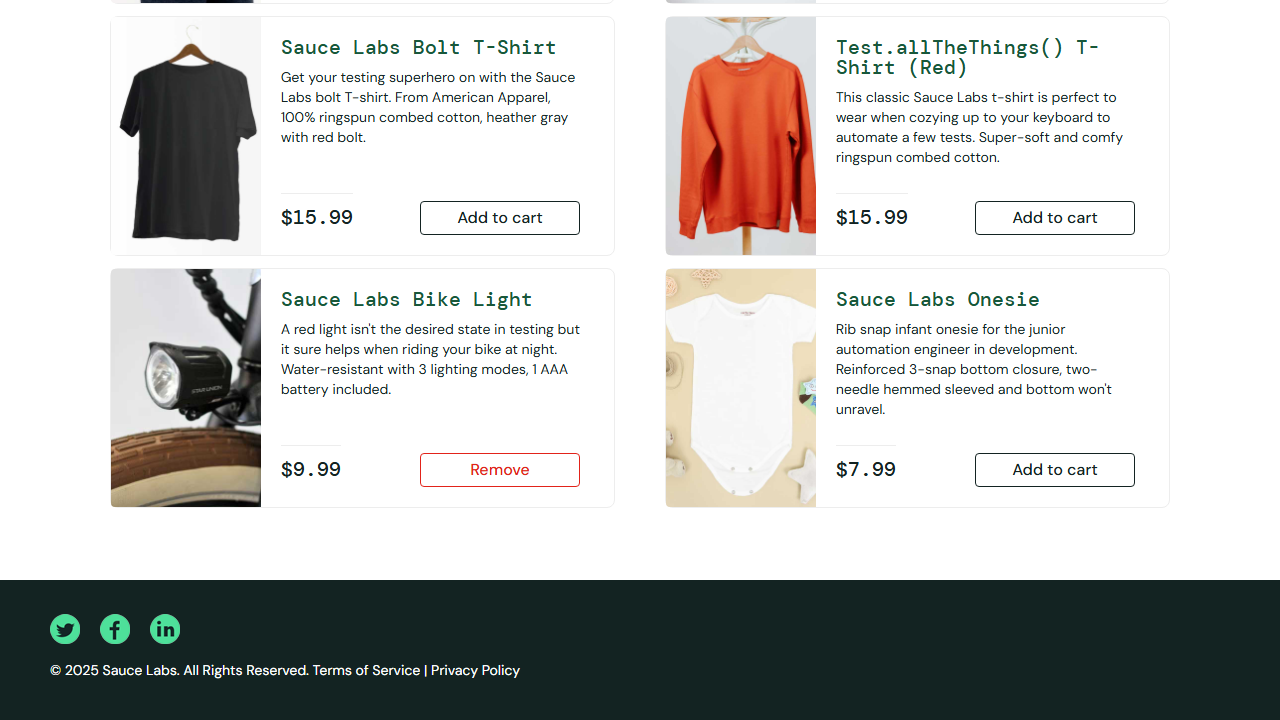 Sauce Labs Bolt T-Shirt
Get your testing superhero on with the Sauce
Labs bolt T-shirt. From American Apparel,
100% ringspun combed cotton, heather gray
with red bolt.
$15.99
Add to cart
Test.allTheThings() T-
Shirt (Red)
This classic Sauce Labs t-shirt is perfect to
wear when cozying up to your keyboard to
automate a few tests. Super-soft and comfy
ringspun combed cotton.
$15.99
Add to cart
Sauce Labs Bike Light
A red light isn't the desired state in testing but
it sure helps when riding your bike at night.
Water-resistant with 3 lighting modes, 1 AAA
battery included.
$9.99
Remove
Sauce Labs Onesie
Rib snap infant onesie for the junior
automation engineer in development.
Reinforced 3-snap bottom closure, two-
needle hemmed sleeved and bottom won't
unravel.
$7.99
Add to cart
© 2025 Sauce Labs. All Rights Reserved. Terms of Service | Privacy Policy